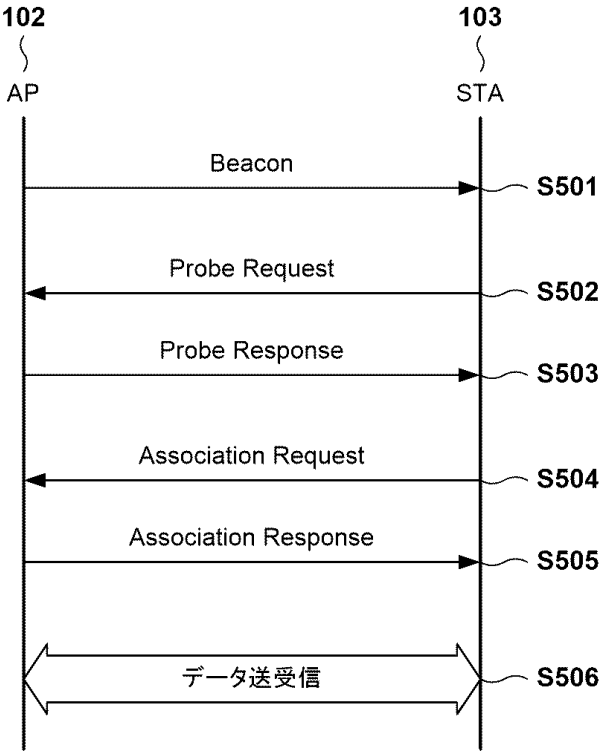 102
103
AP
STA
Beacon
S501
Probe Request
S502
Probe Response
S503
Association Request
S504
Association Response
S505
データ送受信
S506